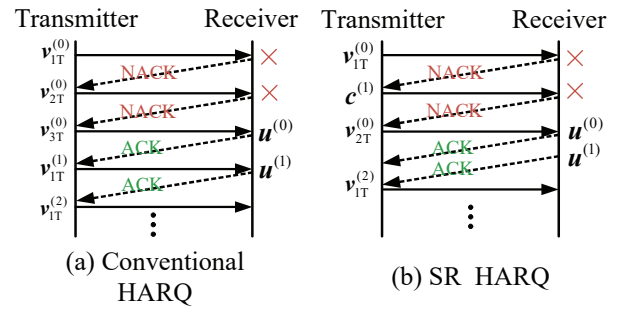 Transmitter Receiver
v_{1T}^{(0)}
NACK
×
v_{2T}^{(0)}
NACK
×
v_{3T}^{(0)}
u^{(0)}
ACK
v_{1T}^{(1)}
u^{(1)}
ACK
v_{1T}^{(2)}
⋮
(a) Conventional
HARQ
Transmitter Receiver
v_{1T}^{(0)}
NACK
×
c^{(1)}
NACK
×
v_{2T}^{(0)}
u^{(0)}
ACK
u^{(1)}
ACK
v_{1T}^{(2)}
⋮
(b) SR HARQ